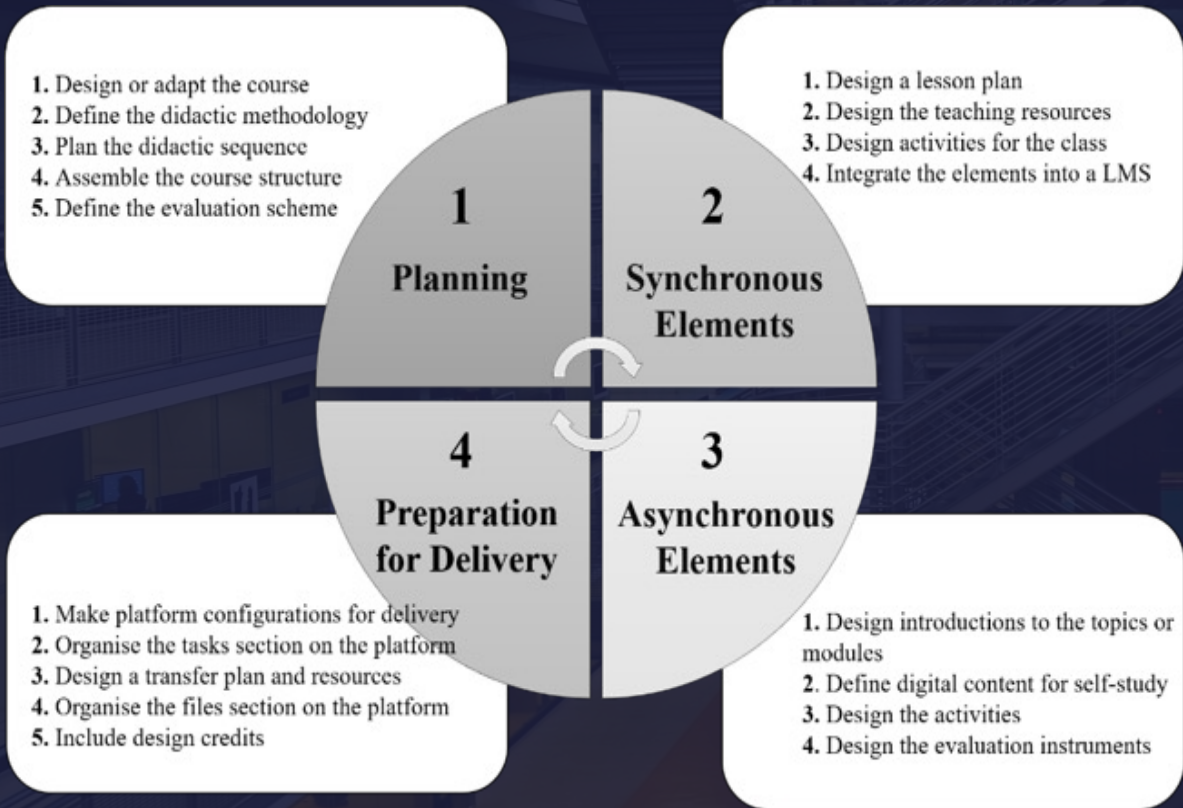 1. Design or adapt the course
2. Define the didactic methodology
3. Plan the didactic sequence
4. Assemble the course structure
5. Define the evaluation scheme
1
Planning
2
Synchronous
Elements
1. Design a lesson plan
2. Design the teaching resources
3. Design activities for the class
4. Integrate the elements into a LMS
4
Preparation
for Delivery
1. Make platform configurations for delivery
2. Organise the tasks section on the platform
3. Design a transfer plan and resources
4. Organise the files section on the platform
5. Include design credits
3
Asynchronous
Elements
1. Design introductions to the topics or
modules
2. Define digital content for self-study
3. Design the activities
4. Design the evaluation instruments